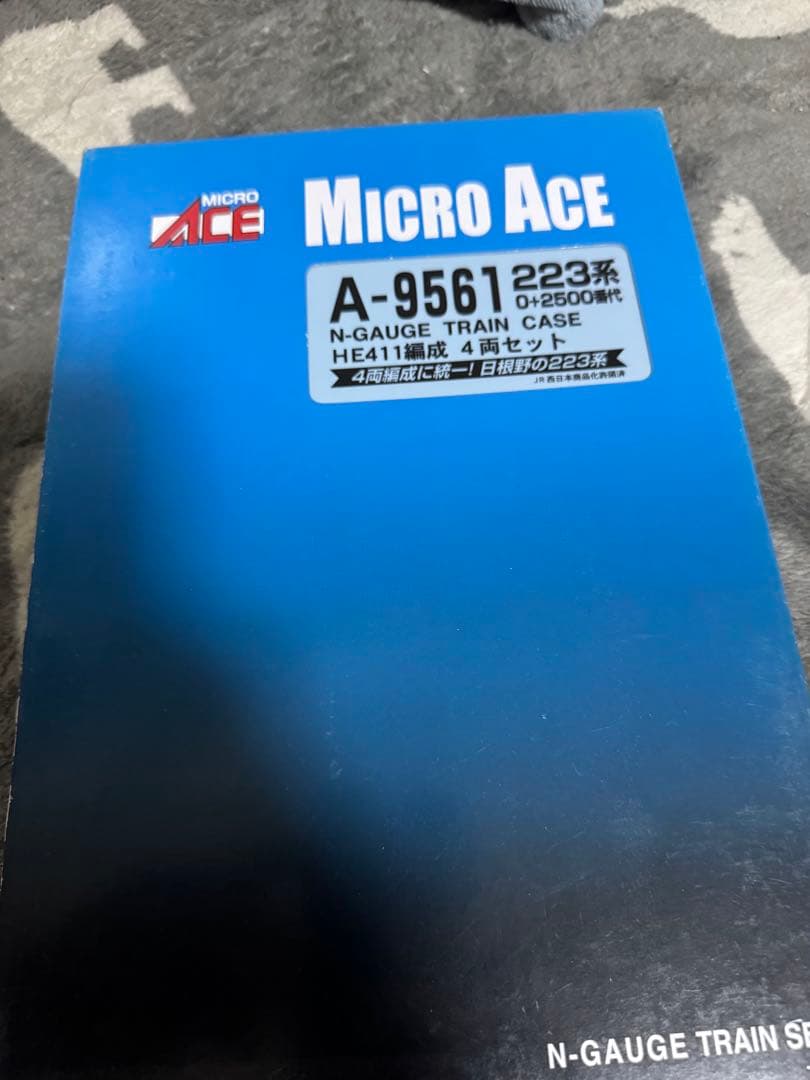 MICRO
ACE
MICRO ACE
A-9561 223系
0+2500番代
N-GAUGE TRAIN CASE
HE411編成 4両セット
4両編成に統一!日根野の223系
JR西日本商品化許諾済
N-GAUGE TRAIN SE